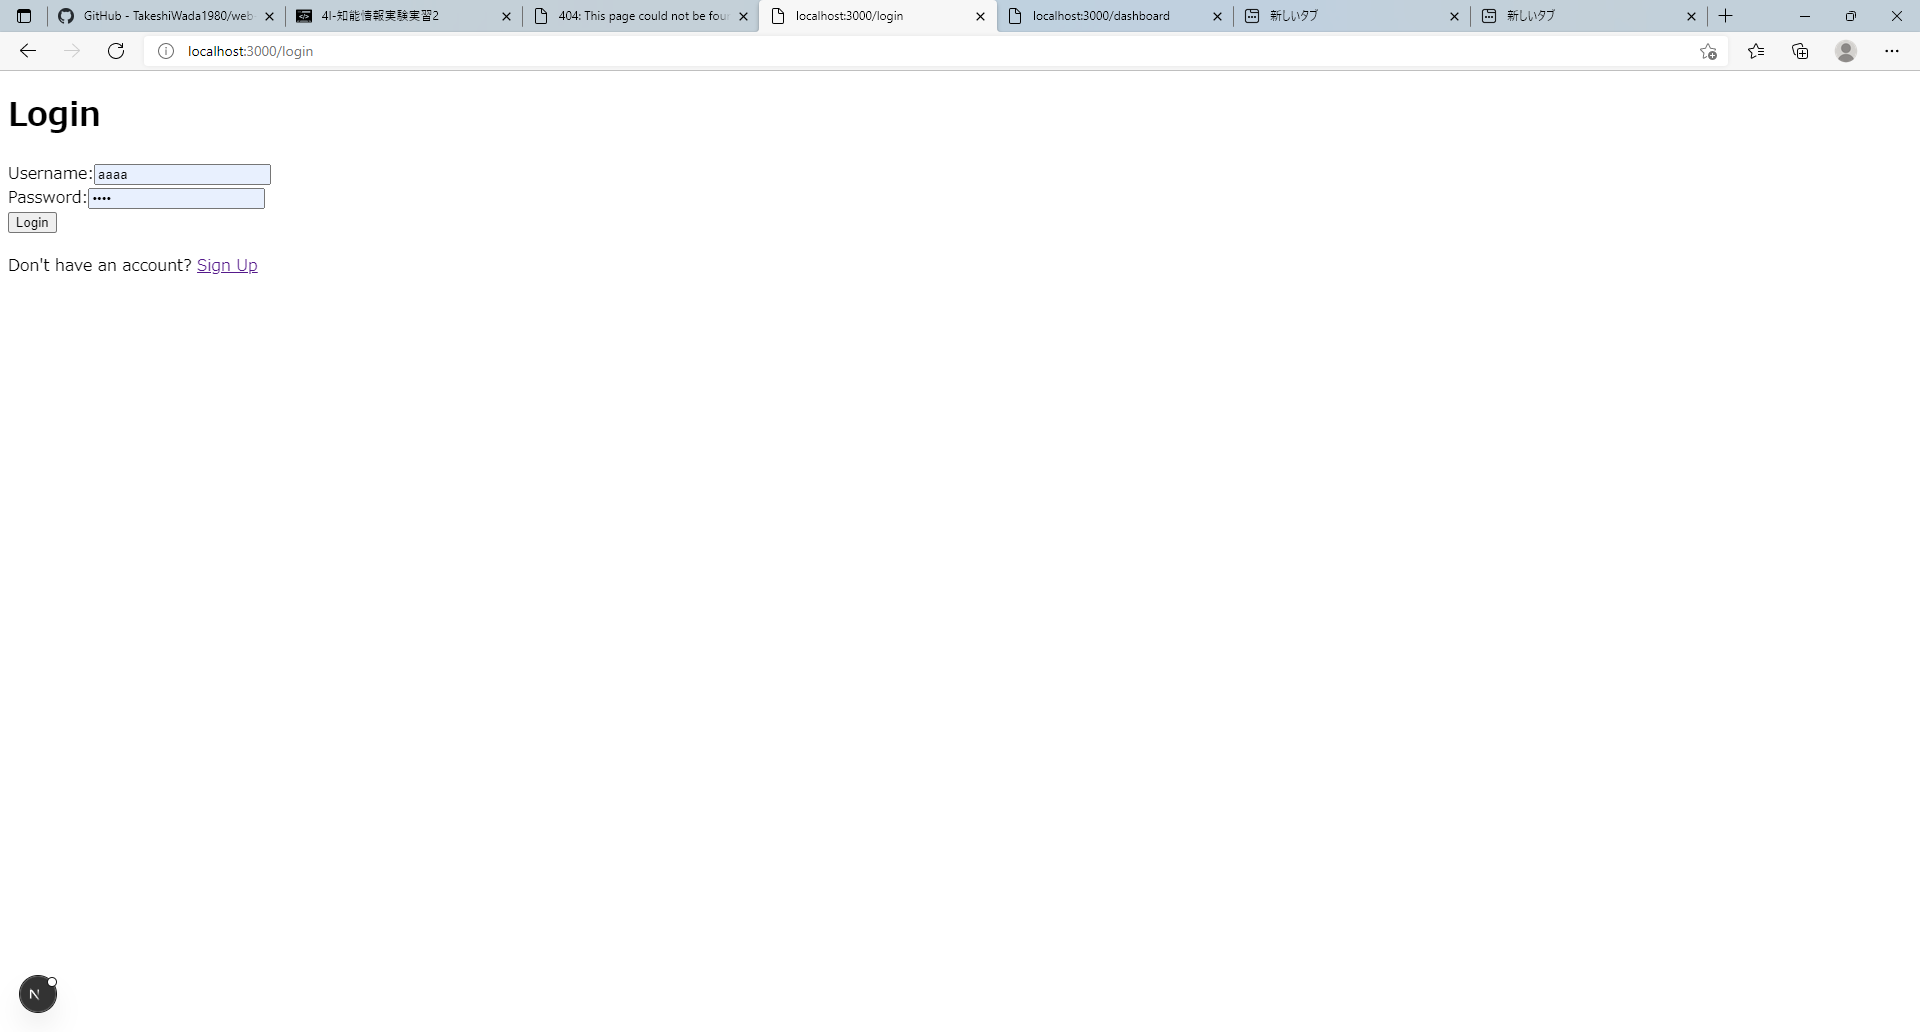 GitHub - TakeshiWada1980/web
4I-知能情報実験実習2
404: This page could not be fou
localhost:3000/login
localhost:3000/dashboard
新しいタブ
新しいタブ
localhost:3000/login
Login
Username: aaaa
Password: ••••
Login
Don't have an account? Sign Up
N